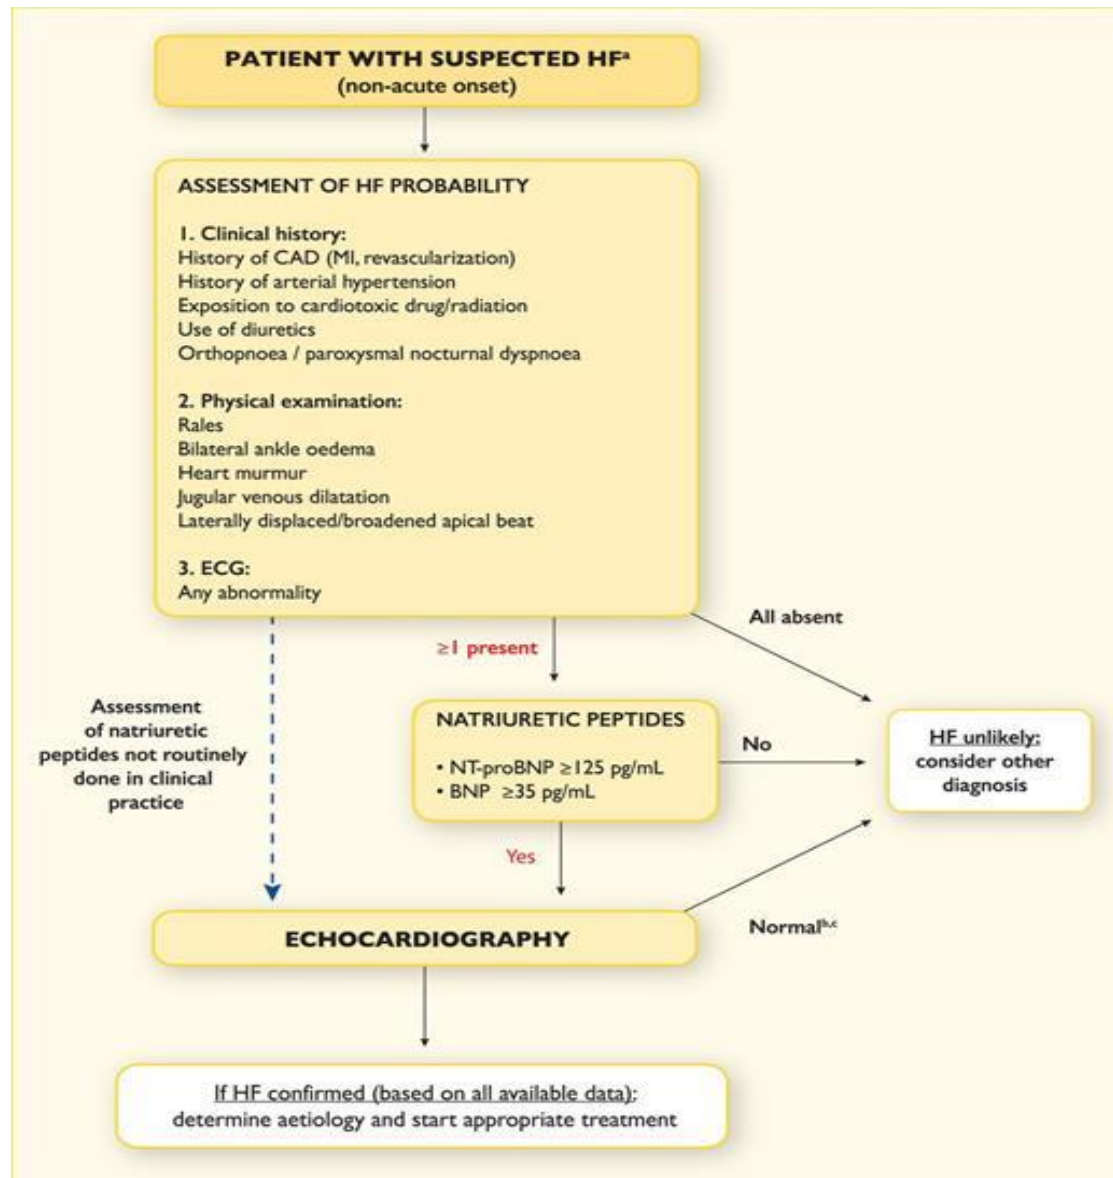 PATIENT WITH SUSPECTED HFᵃ
(non-acute onset)
ASSESSMENT OF HF PROBABILITY
1. Clinical history:
History of CAD (MI, revascularization)
History of arterial hypertension
Exposition to cardiotoxic drug/radiation
Use of diuretics
Orthopnoea / paroxysmal nocturnal dyspnoea
2. Physical examination:
Rales
Bilateral ankle oedema
Heart murmur
Jugular venous dilatation
Laterally displaced/broadened apical beat
3. ECG:
Any abnormality
All absent
≥1 present
Assessment
of natriuretic
peptides not routinely
done in clinical
practice
NATRIURETIC PEPTIDES
• NT-proBNP ≥125 pg/mL
• BNP ≥35 pg/mL
No
HF unlikely:
consider other
diagnosis
Yes
Normalᵇ,ᶜ
ECHOCARDIOGRAPHY
If HF confirmed (based on all available data):
determine aetiology and start appropriate treatment